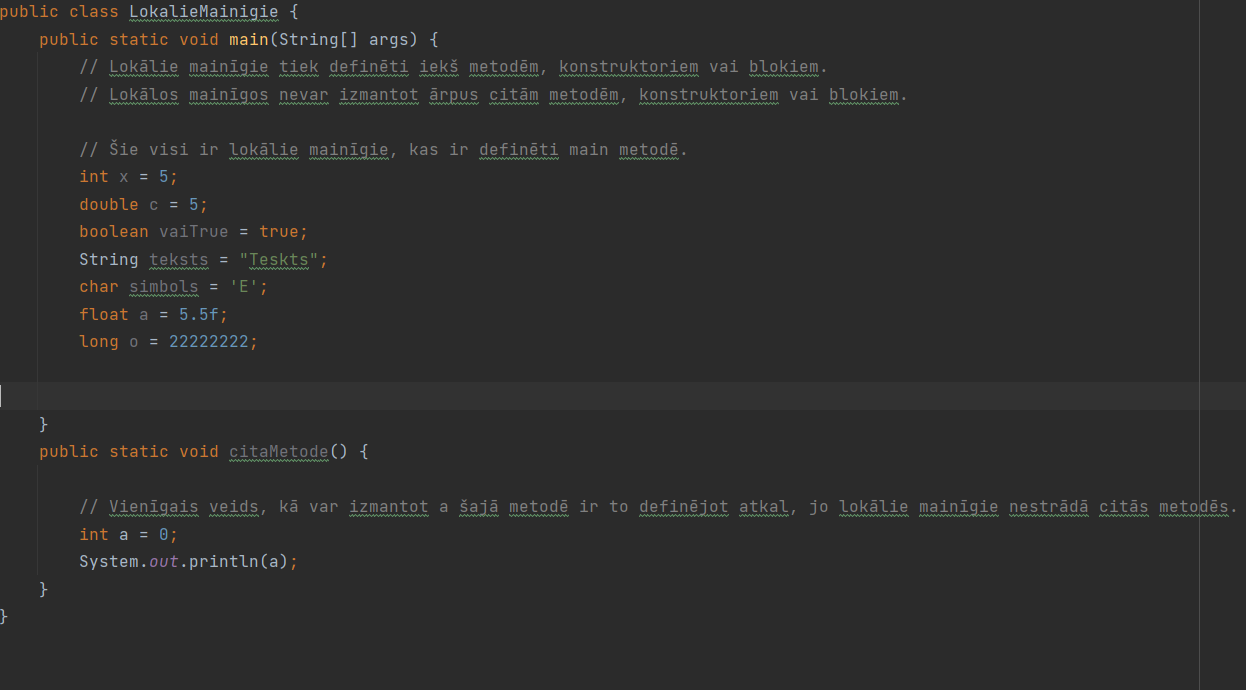 public class LokalieMainigie {
    public static void main(String[] args) {
        // Lokālie mainīgie tiek definēti iekš metodēm, konstruktoriem vai blokiem.
        // Lokālos mainīgos nevar izmantot ārpus citām metodēm, konstruktoriem vai blokiem.
        // Šie visi ir lokālie mainīgie, kas ir definēti main metodē.
        int x = 5;
        double c = 5;
        boolean vaiTrue = true;
        String teksts = "Teskts";
        char simbols = 'E';
        float a = 5.5f;
        long o = 22222222;
    }
    public static void citaMetode() {
        // Vienīgais veids, kā var izmantot a šajā metodē ir to definējot atkal, jo lokālie mainīgie nestrādā citās metodēs.
        int a = 0;
        System.out.println(a);
    }
}